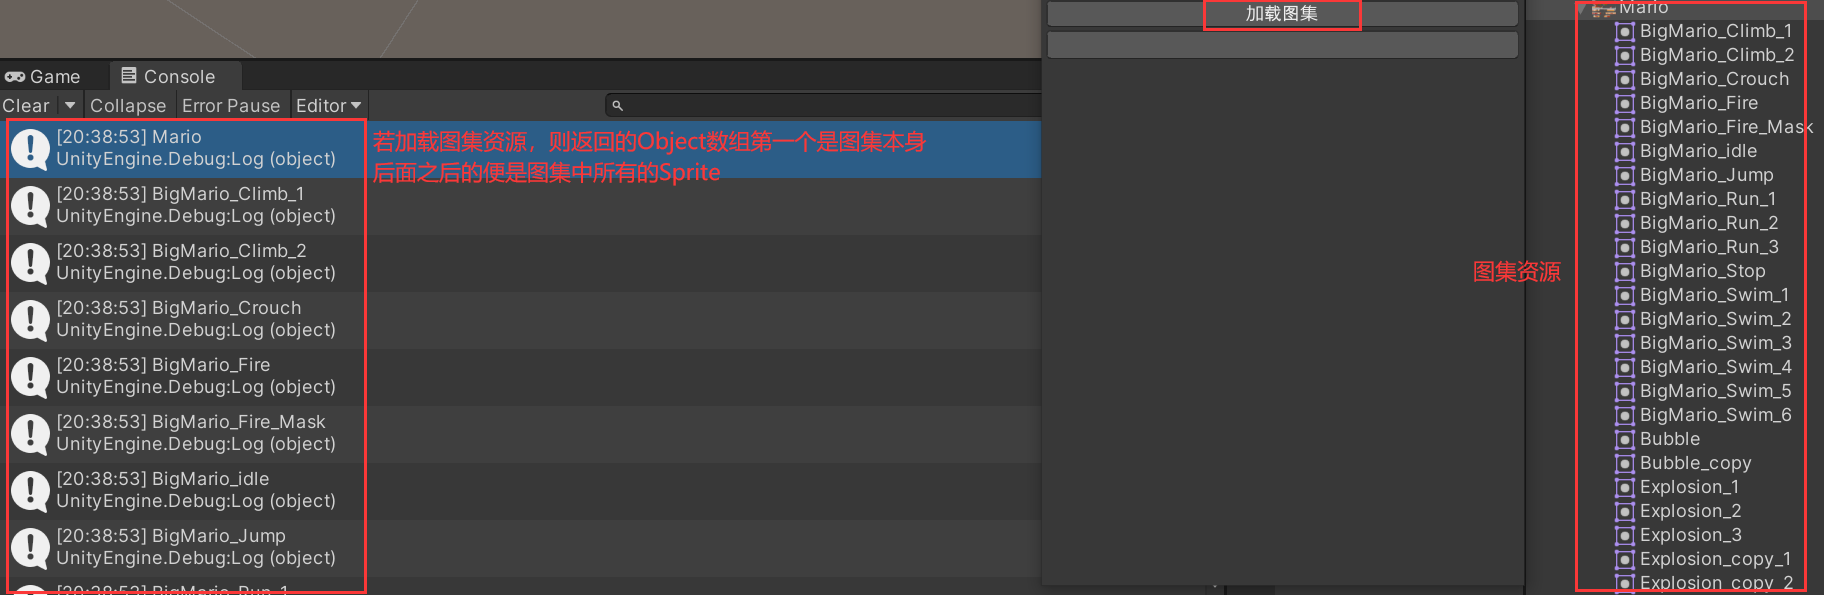 加载图集
Game
Console
Clear
Collapse
Error Pause
Editor
[20:38:53] Mario
UnityEngine.Debug:Log (object)
[20:38:53] BigMario_Climb_1
UnityEngine.Debug:Log (object)
[20:38:53] BigMario_Climb_2
UnityEngine.Debug:Log (object)
[20:38:53] BigMario_Crouch
UnityEngine.Debug:Log (object)
[20:38:53] BigMario_Fire
UnityEngine.Debug:Log (object)
[20:38:53] BigMario_Fire_Mask
UnityEngine.Debug:Log (object)
[20:38:53] BigMario_idle
UnityEngine.Debug:Log (object)
[20:38:53] BigMario_Jump
UnityEngine.Debug:Log (object)
[20:38:53] BigMario_Run_1
若加载图集资源，则返回的Object数组第一个是图集本身
后面之后的便是图集中所有的Sprite
图集资源
Mario
BigMario_Climb_1
BigMario_Climb_2
BigMario_Crouch
BigMario_Fire
BigMario_Fire_Mask
BigMario_idle
BigMario_Jump
BigMario_Run_1
BigMario_Run_2
BigMario_Run_3
BigMario_Stop
BigMario_Swim_1
BigMario_Swim_2
BigMario_Swim_3
BigMario_Swim_4
BigMario_Swim_5
BigMario_Swim_6
Bubble
Bubble_copy
Explosion_1
Explosion_2
Explosion_3
Explosion_copy_1
Explosion_copy_2